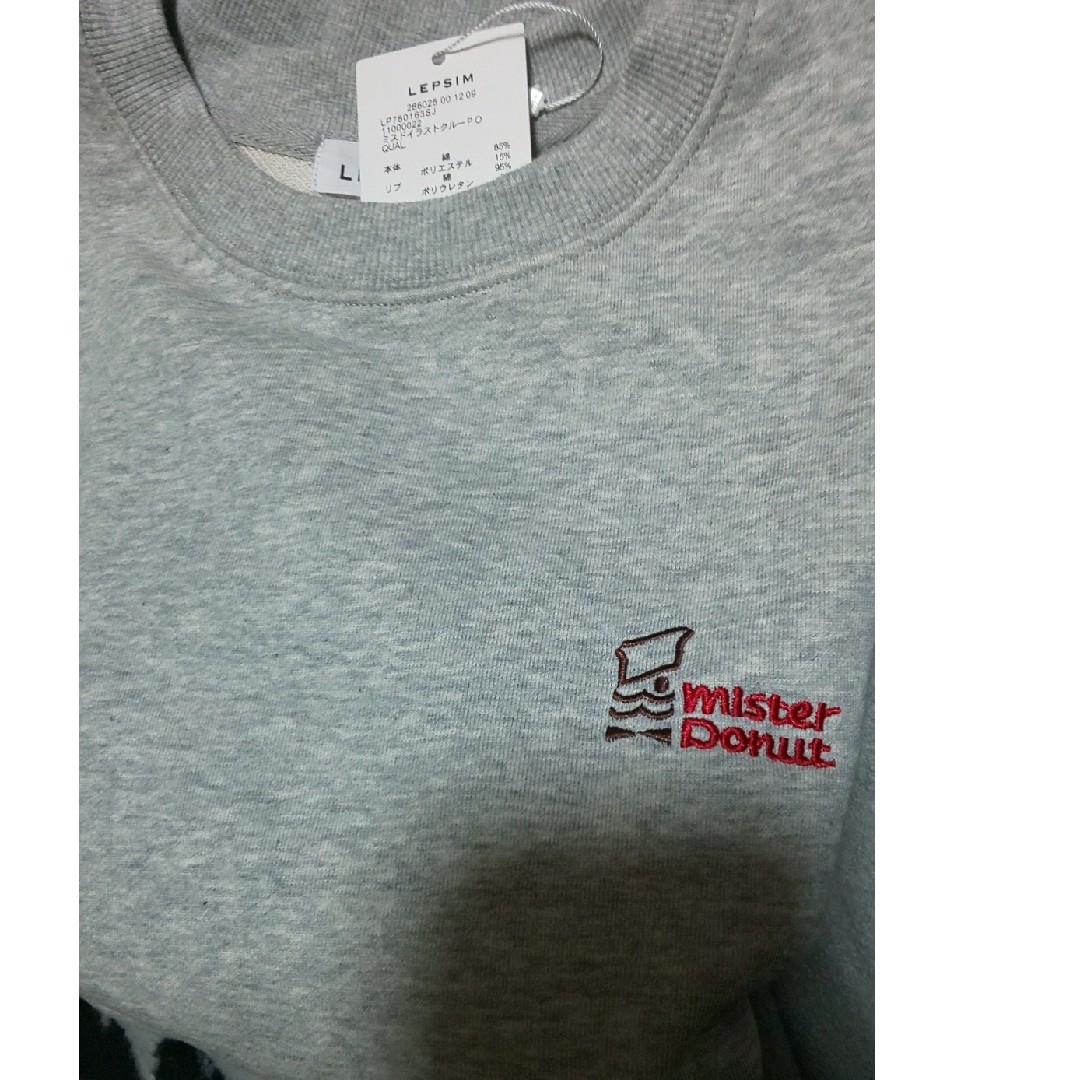 LEPSIM
286025 00 12 09
LP780163SJ
11000022
ミスドイラストクルーPO
QUAL
本体 綿 85%
ポリエステル 15%
リブ 綿 95%
ポリウレタン
L
mister
Donut